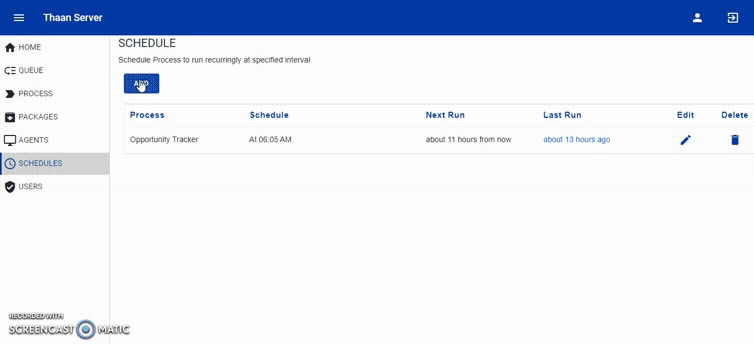 Thaan Server
HOME
QUEUE
PROCESS
PACKAGES
AGENTS
SCHEDULES
USERS
SCHEDULE
Schedule Process to run recurringly at specified interval
ADD
Process Schedule Next Run Last Run Edit Delete
Opportunity Tracker At 06:05 AM about 11 hours from now about 13 hours ago
RECORDED WITH
SCREENCAST MATIC